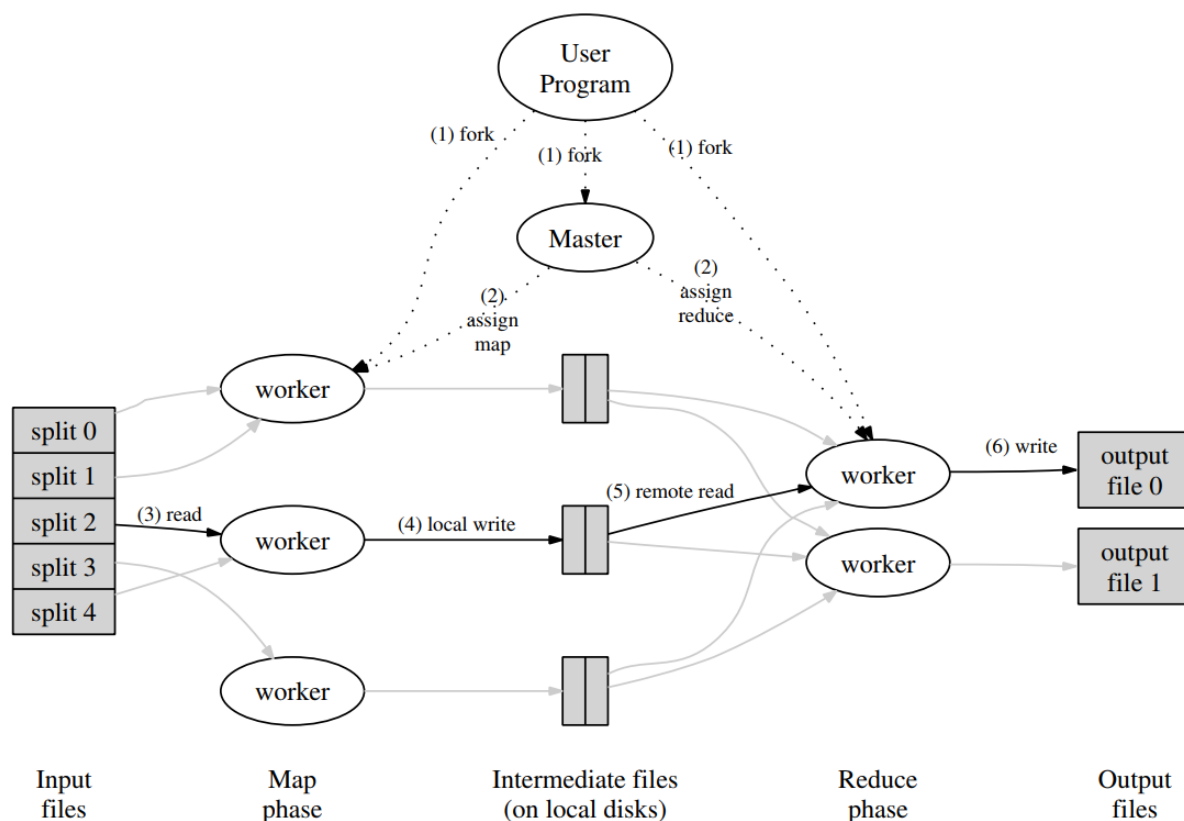 User
Program
(1) fork
(1) fork
(1) fork
Master
(2)
assign
map
(2)
assign
reduce
split 0
split 1
split 2
split 3
split 4
(3) read
worker
worker
worker
(4) local write
(5) remote read
worker
worker
(6) write
output
file 0
output
file 1
Input
files
Map
phase
Intermediate files
(on local disks)
Reduce
phase
Output
files